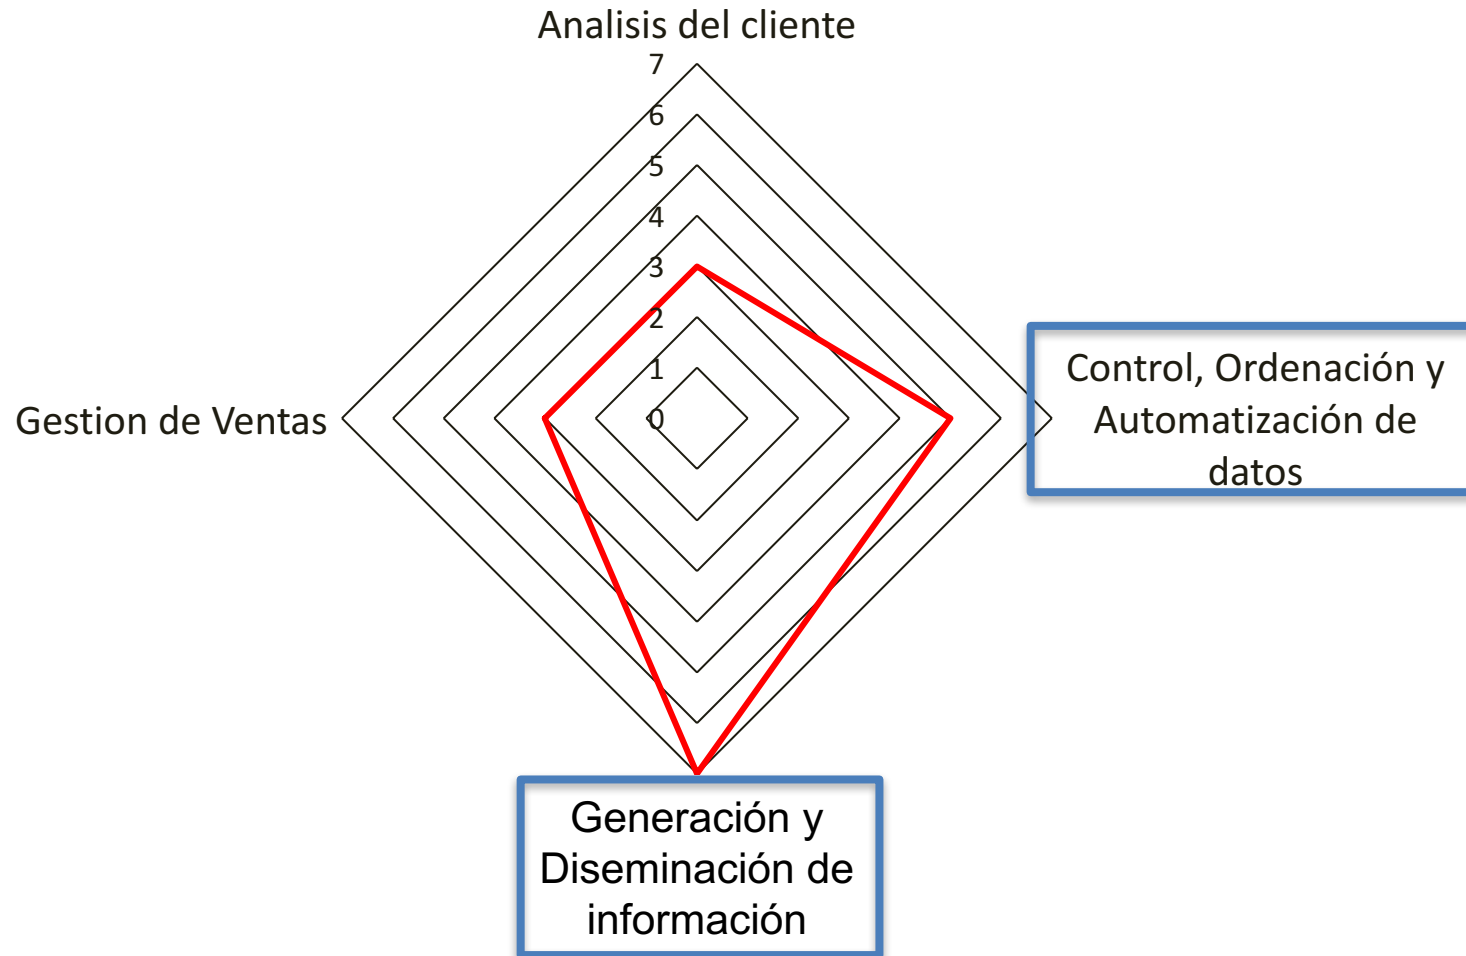 Analisis del cliente
7
6
5
4
3
2
1
0
Gestion de Ventas
Control, Ordenación y
Automatización de
datos
Generación y
Diseminación de
información